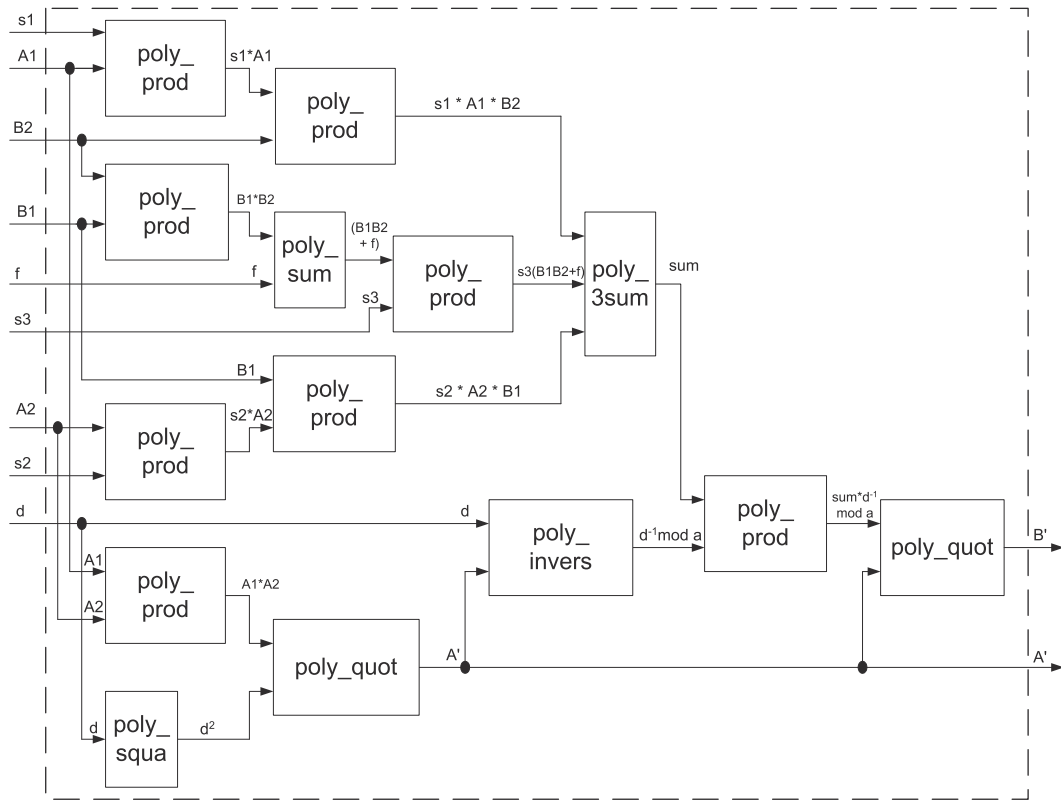 s1
A1
poly_
prod
s1*A1
poly_
prod
s1 * A1 * B2
B2
poly_
prod
B1*B2
B1
f
f
poly_
sum
(B1B2
+ f)
poly_
prod
s3(B1B2+f)
poly_
3sum
sum
s3
s3
B1
poly_
prod
s2 * A2 * B1
A2
poly_
prod
s2*A2
s2
d
d
poly_
invers
d-1mod a
poly_
prod
sum*d-1
mod a
poly_quot
B'
A1
A2
poly_
prod
A1*A2
poly_quot
A'
A'
d
poly_
squa
d2